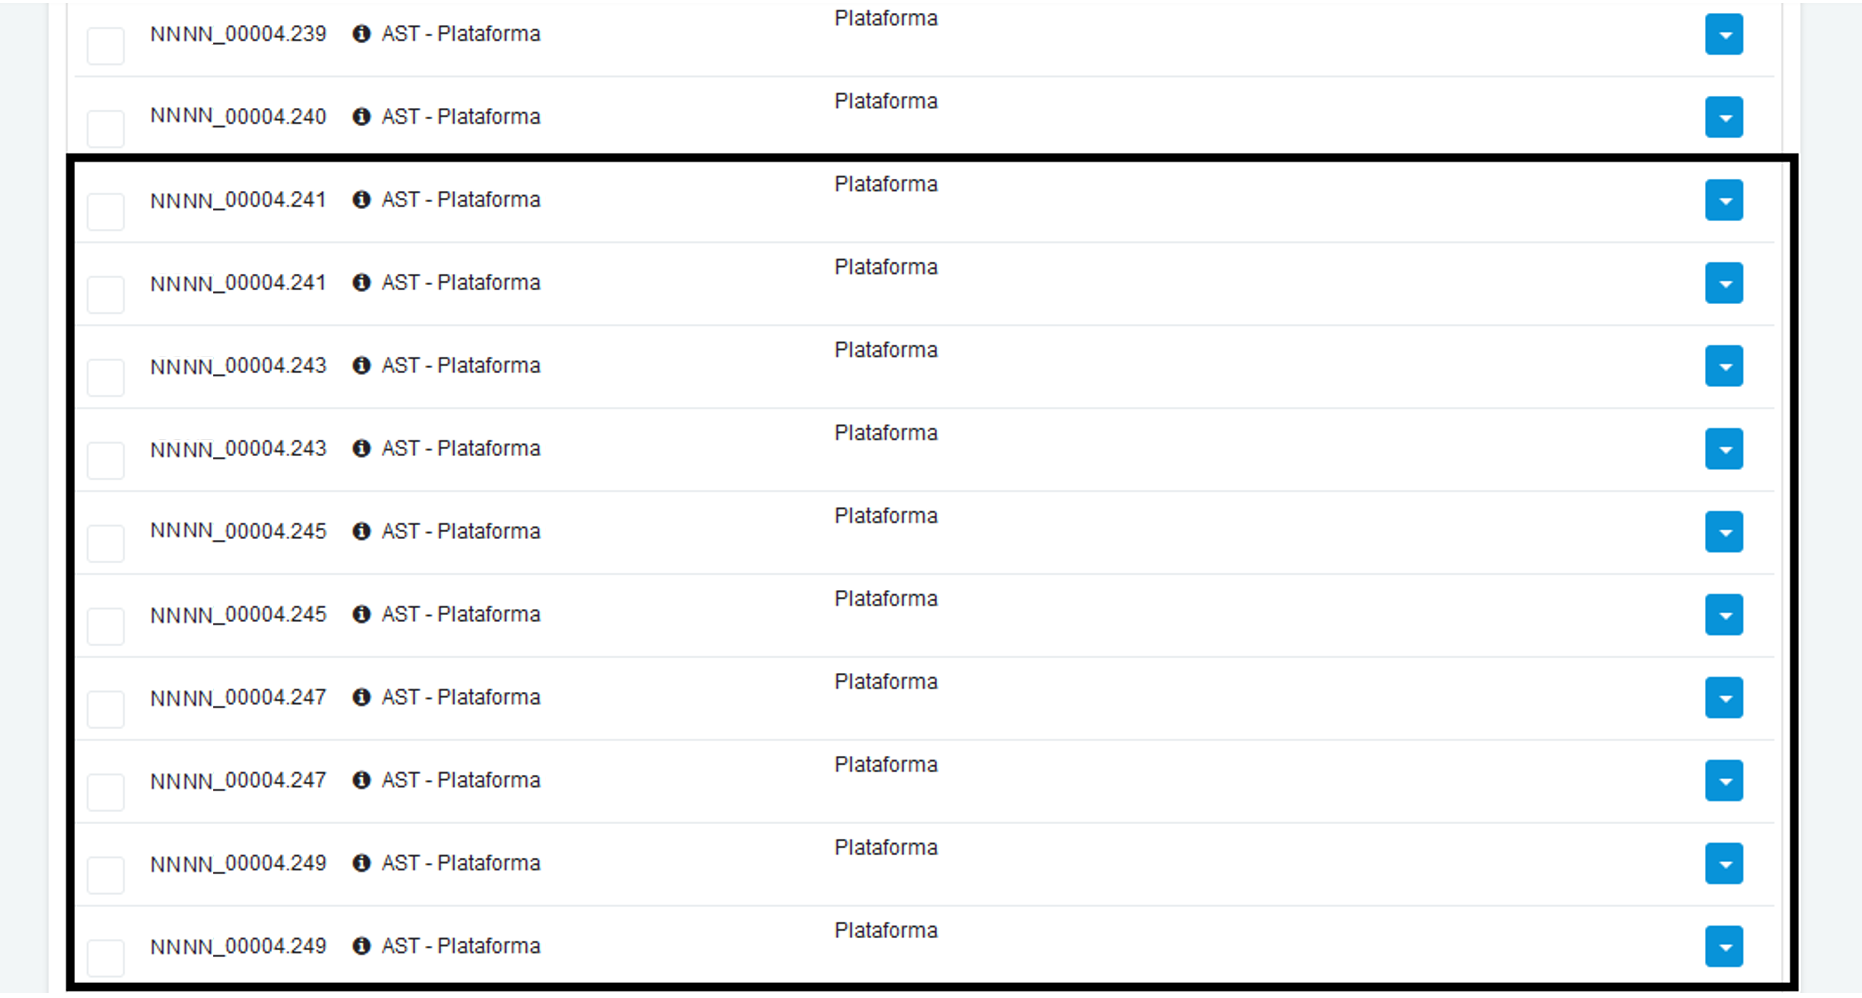 NNNN_00004.239 AST - Plataforma Plataforma
NNNN_00004.240 AST - Plataforma Plataforma
NNNN_00004.241 AST - Plataforma Plataforma
NNNN_00004.241 AST - Plataforma Plataforma
NNNN_00004.243 AST - Plataforma Plataforma
NNNN_00004.243 AST - Plataforma Plataforma
NNNN_00004.245 AST - Plataforma Plataforma
NNNN_00004.245 AST - Plataforma Plataforma
NNNN_00004.247 AST - Plataforma Plataforma
NNNN_00004.247 AST - Plataforma Plataforma
NNNN_00004.249 AST - Plataforma Plataforma
NNNN_00004.249 AST - Plataforma Plataforma